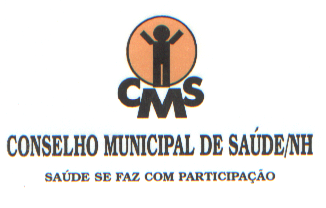 CMS
CONSELHO MUNICIPAL DE SAÚDE/NH
SAÚDE SE FAZ COM PARTICIPAÇÃO